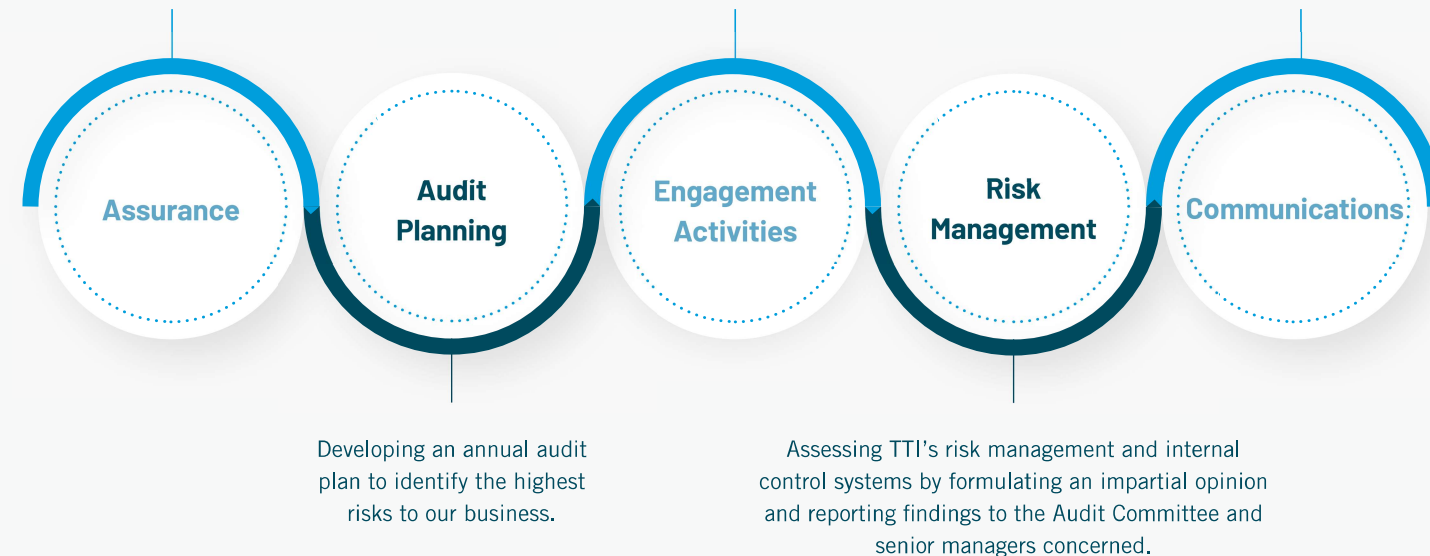 Assurance
Audit
Planning
Engagement
Activities
Risk
Management
Communications
Developing an annual audit
plan to identify the highest
risks to our business.
Assessing TTI’s risk management and internal
control systems by formulating an impartial opinion
and reporting findings to the Audit Committee and
senior managers concerned.